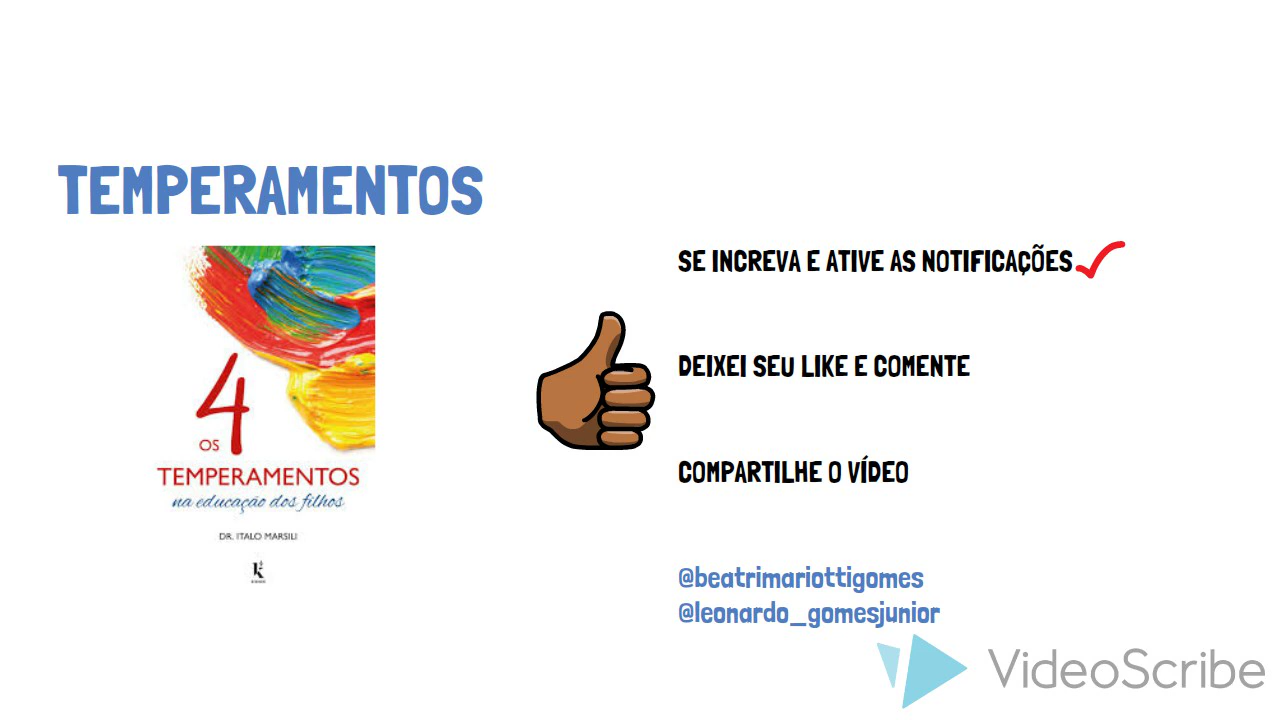 TEMPERAMENTOS
4
OS
TEMPERAMENTOS
na educação dos filhos
DR. ITALO MARSILI
SE INCREVA E ATIVE AS NOTIFICAÇÕES
DEIXEI SEU LIKE E COMENTE
COMPARTILHE O VÍDEO
@beatrimariottigomes
@leonardo_gomesjunior
VideoScribe